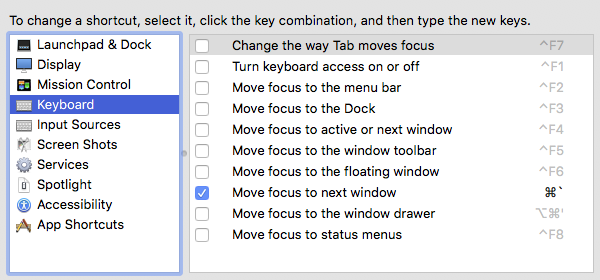 To change a shortcut, select it, click the key combination, and then type the new keys.
Launchpad & Dock
Display
Mission Control
Keyboard
Input Sources
Screen Shots
Services
Spotlight
Accessibility
App Shortcuts
Change the way Tab moves focus ^F7
Turn keyboard access on or off ^F1
Move focus to the menu bar ^F2
Move focus to the Dock ^F3
Move focus to active or next window ^F4
Move focus to the window toolbar ^F5
Move focus to the floating window ^F6
Move focus to next window ⌘`
Move focus to the window drawer ⌥⌘'
Move focus to status menus ^F8